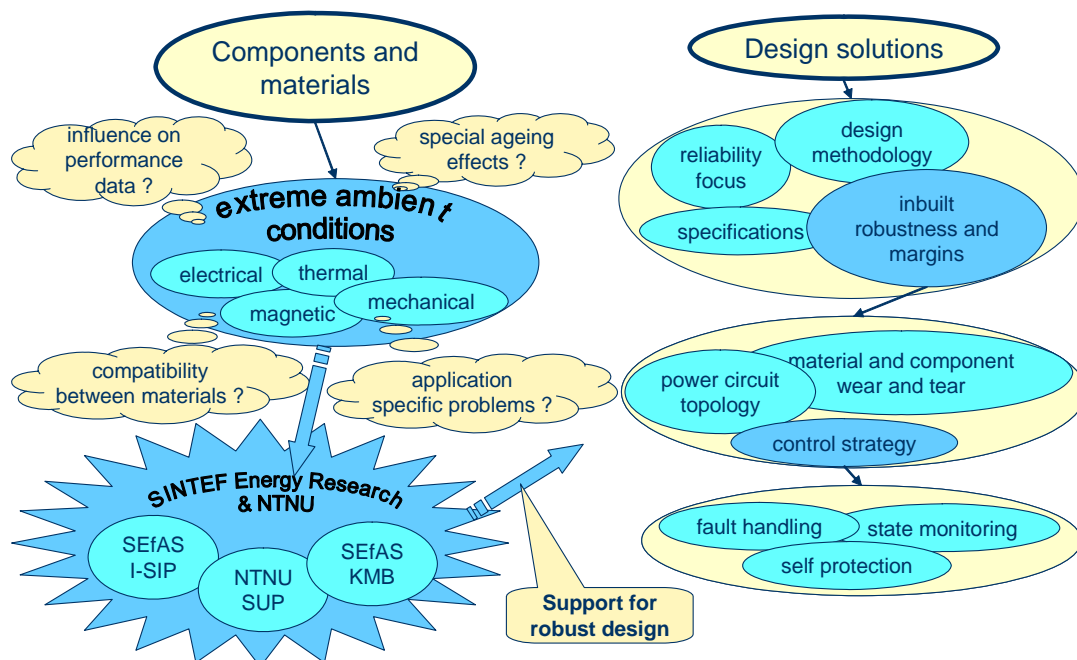 Components and
materials
influence on
performance
data ?
special ageing
effects ?
extreme ambient
conditions
electrical
thermal
magnetic
mechanical
compatibility
between materials ?
application
specific problems ?
SINTEF Energy Research
& NTNU
SEfAS
I-SIP
NTNU
SUP
SEfAS
KMB
Support for
robust design
Design solutions
reliability
focus
design
methodology
specifications
inbuilt
robustness and
margins
power circuit
topology
material and component
wear and tear
control strategy
fault handling
state monitoring
self protection